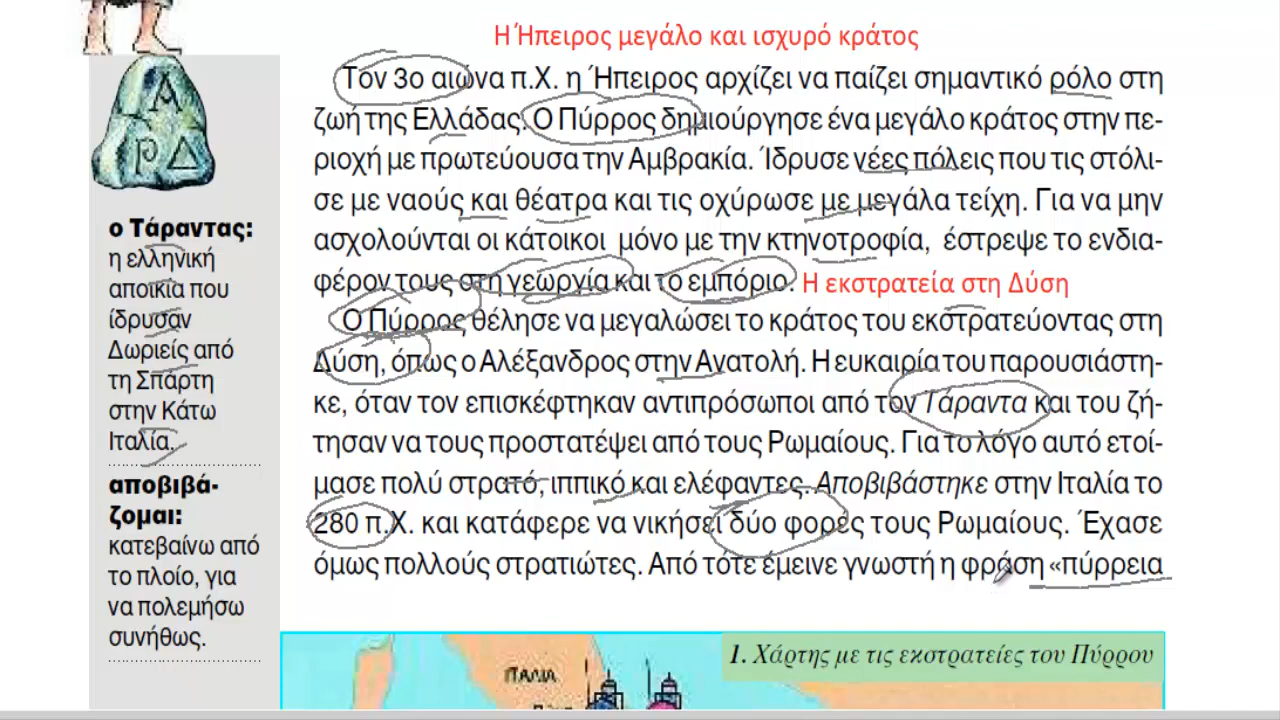 Η Ήπειρος μεγάλο και ισχυρό κράτος
Τον 3ο αιώνα π.Χ. η Ήπειρος αρχίζει να παίζει σημαντικό ρόλο στη
ζωή της Ελλάδας. Ο Πύρρος δημιούργησε ένα μεγάλο κράτος στην πε-
ριοχή με πρωτεύουσα την Αμβρακία. Ίδρυσε νέες πόλεις που τις στόλι-
σε με ναούς και θέατρα και τις οχύρωσε με μεγάλα τείχη. Για να μην
ασχολούνται οι κάτοικοι μόνο με την κτηνοτροφία, έστρεψε το ενδια-
φέρον τους στη γεωργία και το εμπόριο. Η εκστρατεία στη Δύση
Ο Πύρρος θέλησε να μεγαλώσει το κράτος του εκστρατεύοντας στη
Δύση, όπως ο Αλέξανδρος στην Ανατολή. Η ευκαιρία του παρουσιάστη-
κε, όταν τον επισκέφτηκαν αντιπρόσωποι από τον Τάραντα και του ζή-
τησαν να τους προστατέψει από τους Ρωμαίους. Για το λόγο αυτό ετοί-
μασε πολύ στρατό, ιππικό και ελέφαντες. Αποβιβάστηκε στην Ιταλία το
280 π.Χ. και κατάφερε να νικήσει δύο φορές τους Ρωμαίους. Έχασε
όμως πολλούς στρατιώτες. Από τότε έμεινε γνωστή η φράση «πύρρεια
Α
Ρ Δ
ο Τάραντας:
η ελληνική
αποικία που
ίδρυσαν
Δωριείς από
τη Σπάρτη
στην Κάτω
Ιταλία.
αποβιβά-
ζομαι:
κατεβαίνω από
το πλοίο, για
να πολεμήσω
συνήθως.
1. Χάρτης με τις εκστρατείες του Πύρρου
ΙΤΑΛΙΑ